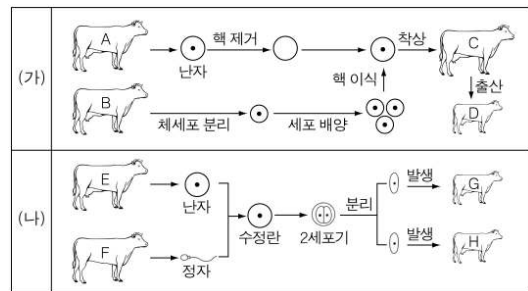 (가)
A 난자 핵 제거 착상 C
핵 이식 출산
B 체세포 분리 세포 배양 D
(나)
E 난자 분리 발생 G
수정란 2세포기
F 정자 발생 H